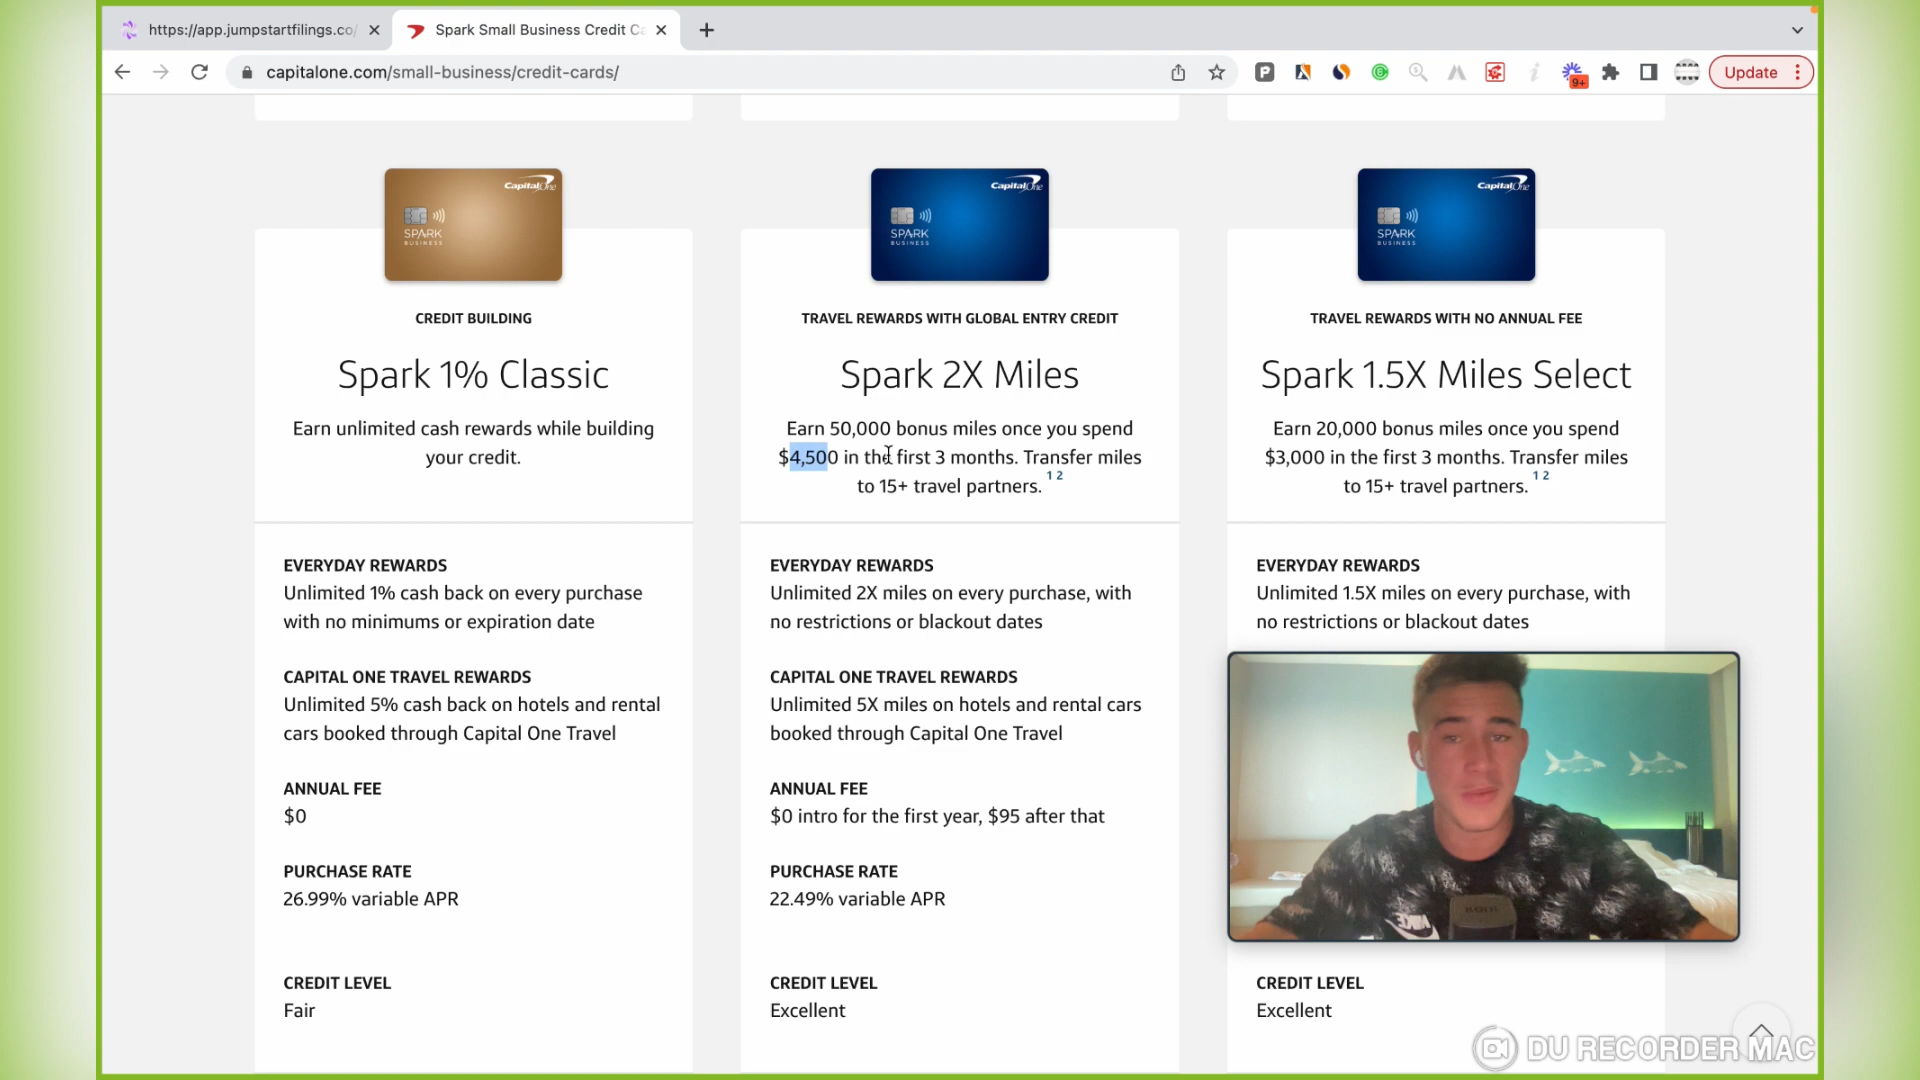 https://app.jumpstartfilings.co/
Spark Small Business Credit Ca
capitalone.com/small-business/credit-cards/
9+
Update
CapitalOne
SPARK
BUSINESS
CapitalOne
SPARK
BUSINESS
CapitalOne
SPARK
BUSINESS
CREDIT BUILDING
Spark 1% Classic
Earn unlimited cash rewards while building
your credit.
EVERYDAY REWARDS
Unlimited 1% cash back on every purchase
with no minimums or expiration date
CAPITAL ONE TRAVEL REWARDS
Unlimited 5% cash back on hotels and rental
cars booked through Capital One Travel
ANNUAL FEE
$0
PURCHASE RATE
26.99% variable APR
CREDIT LEVEL
Fair
TRAVEL REWARDS WITH GLOBAL ENTRY CREDIT
Spark 2X Miles
Earn 50,000 bonus miles once you spend
$4,500 in the first 3 months. Transfer miles
to 15+ travel partners. 1 2
EVERYDAY REWARDS
Unlimited 2X miles on every purchase, with
no restrictions or blackout dates
CAPITAL ONE TRAVEL REWARDS
Unlimited 5X miles on hotels and rental cars
booked through Capital One Travel
ANNUAL FEE
$0 intro for the first year, $95 after that
PURCHASE RATE
22.49% variable APR
CREDIT LEVEL
Excellent
TRAVEL REWARDS WITH NO ANNUAL FEE
Spark 1.5X Miles Select
Earn 20,000 bonus miles once you spend
$3,000 in the first 3 months. Transfer miles
to 15+ travel partners. 1 2
EVERYDAY REWARDS
Unlimited 1.5X miles on every purchase, with
no restrictions or blackout dates
CREDIT LEVEL
Excellent
DU RECORDER MAC